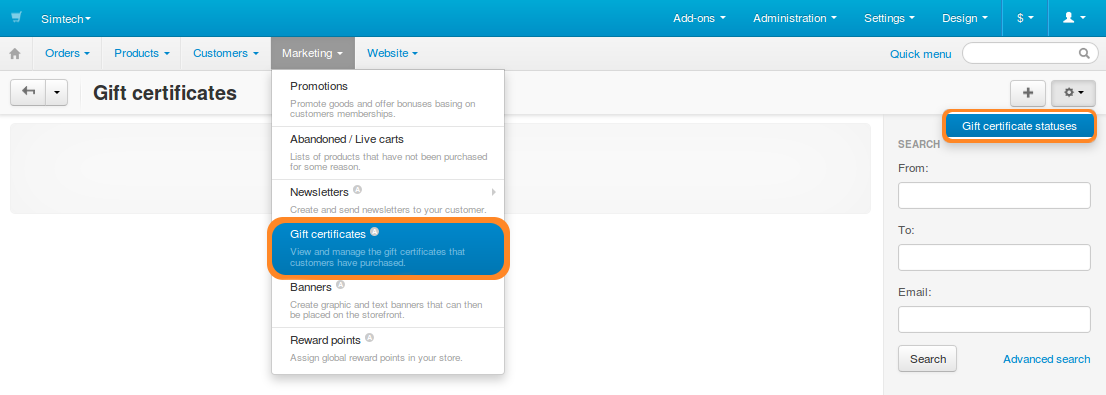 Simtech
Add-ons
Administration
Settings
Design
$
Orders
Products
Customers
Marketing
Website
Quick menu
Gift certificates
Promotions
Promote goods and offer bonuses basing on
customers memberships.
Abandoned / Live carts
Lists of products that have not been purchased
for some reason.
Newsletters A
Create and send newsletters to your customer.
Gift certificates A
View and manage the gift certificates that
customers have purchased.
Banners A
Create graphic and text banners that can then
be placed on the storefront.
Reward points A
Assign global reward points in your store.
Gift certificate statuses
SEARCH
From:
To:
Email:
Search
Advanced search